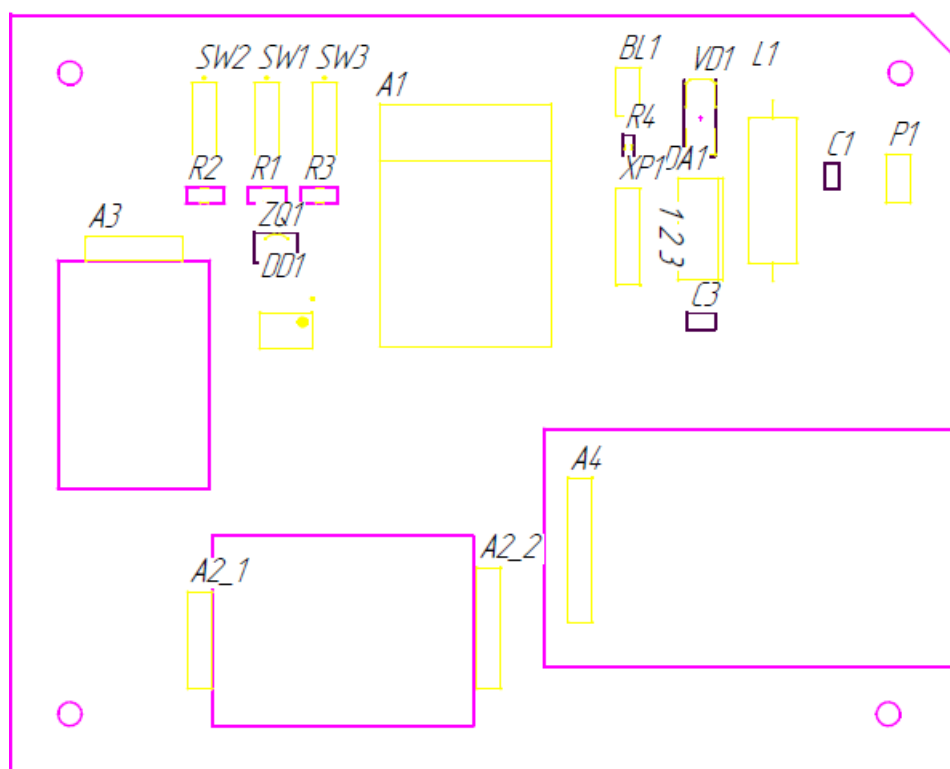 SW2 SW1 SW3
A1
BL1
VD1
L1
R4
R2
R1
R3
XP1
DA1
C1
P1
A3
ZQ1
DD1
1 2 3
C3
A4
A2_1
A2_2